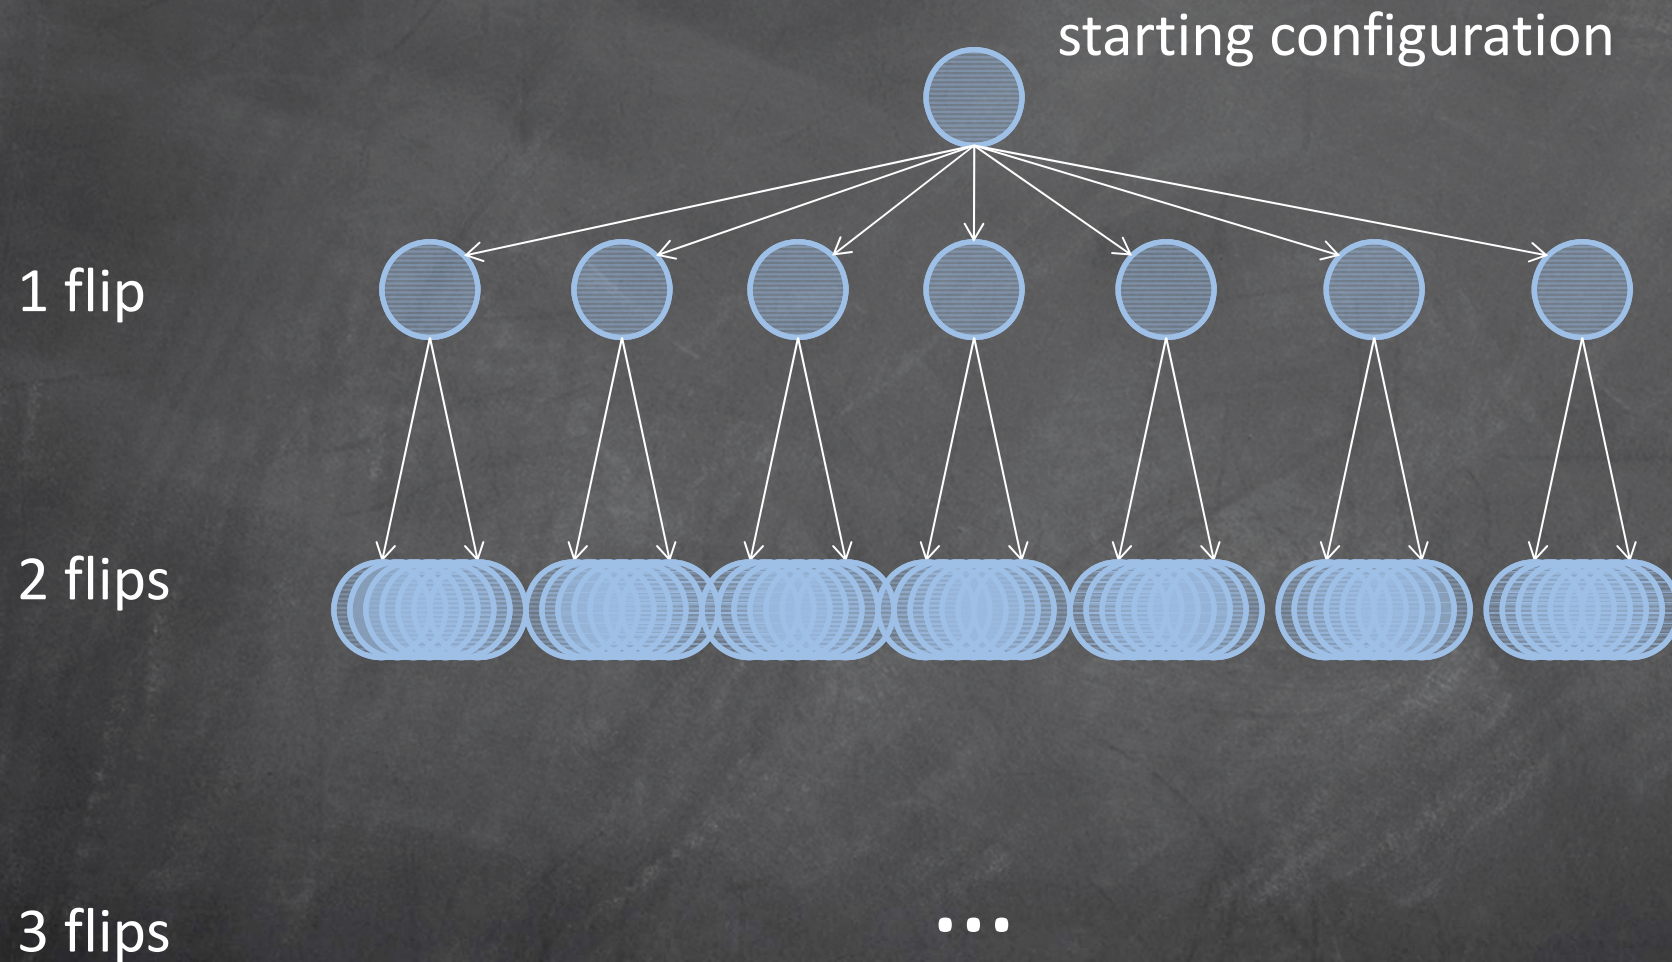 starting configuration
1 flip
2 flips
3 flips
...